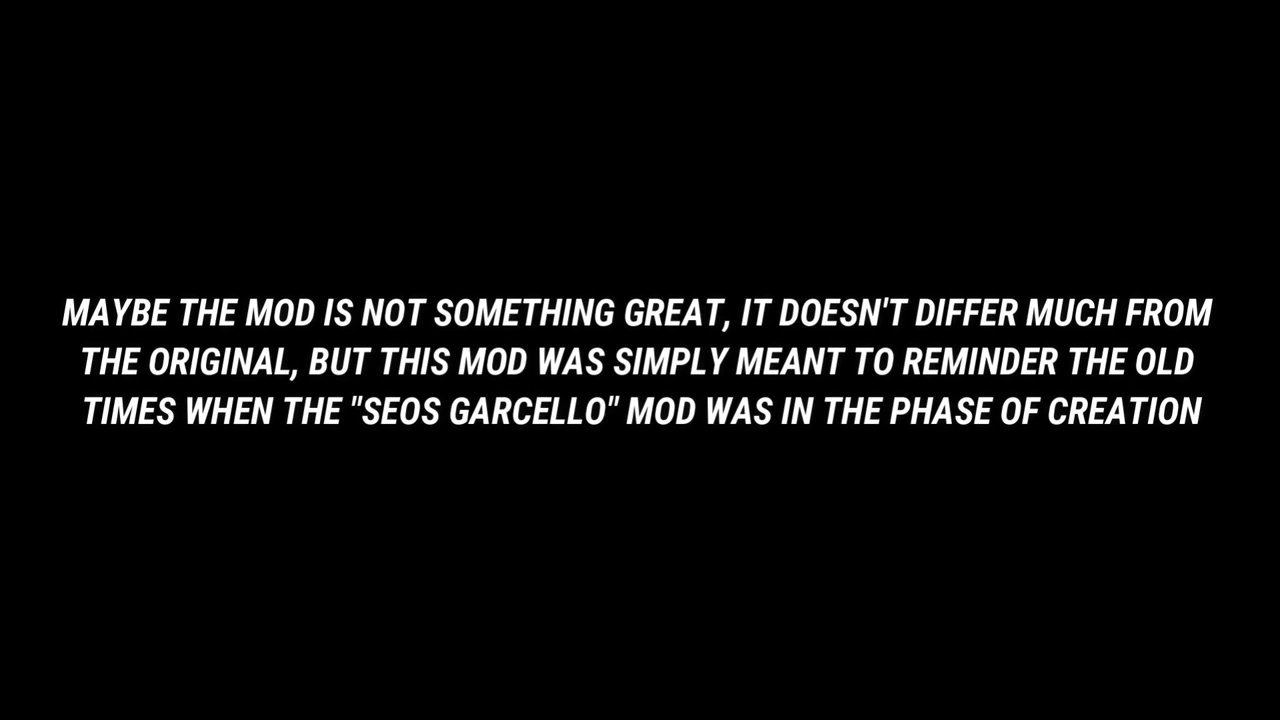 MAYBE THE MOD IS NOT SOMETHING GREAT, IT DOESN'T DIFFER MUCH FROM
THE ORIGINAL, BUT THIS MOD WAS SIMPLY MEANT TO REMINDER THE OLD
TIMES WHEN THE "SEOS GARCELLO" MOD WAS IN THE PHASE OF CREATION